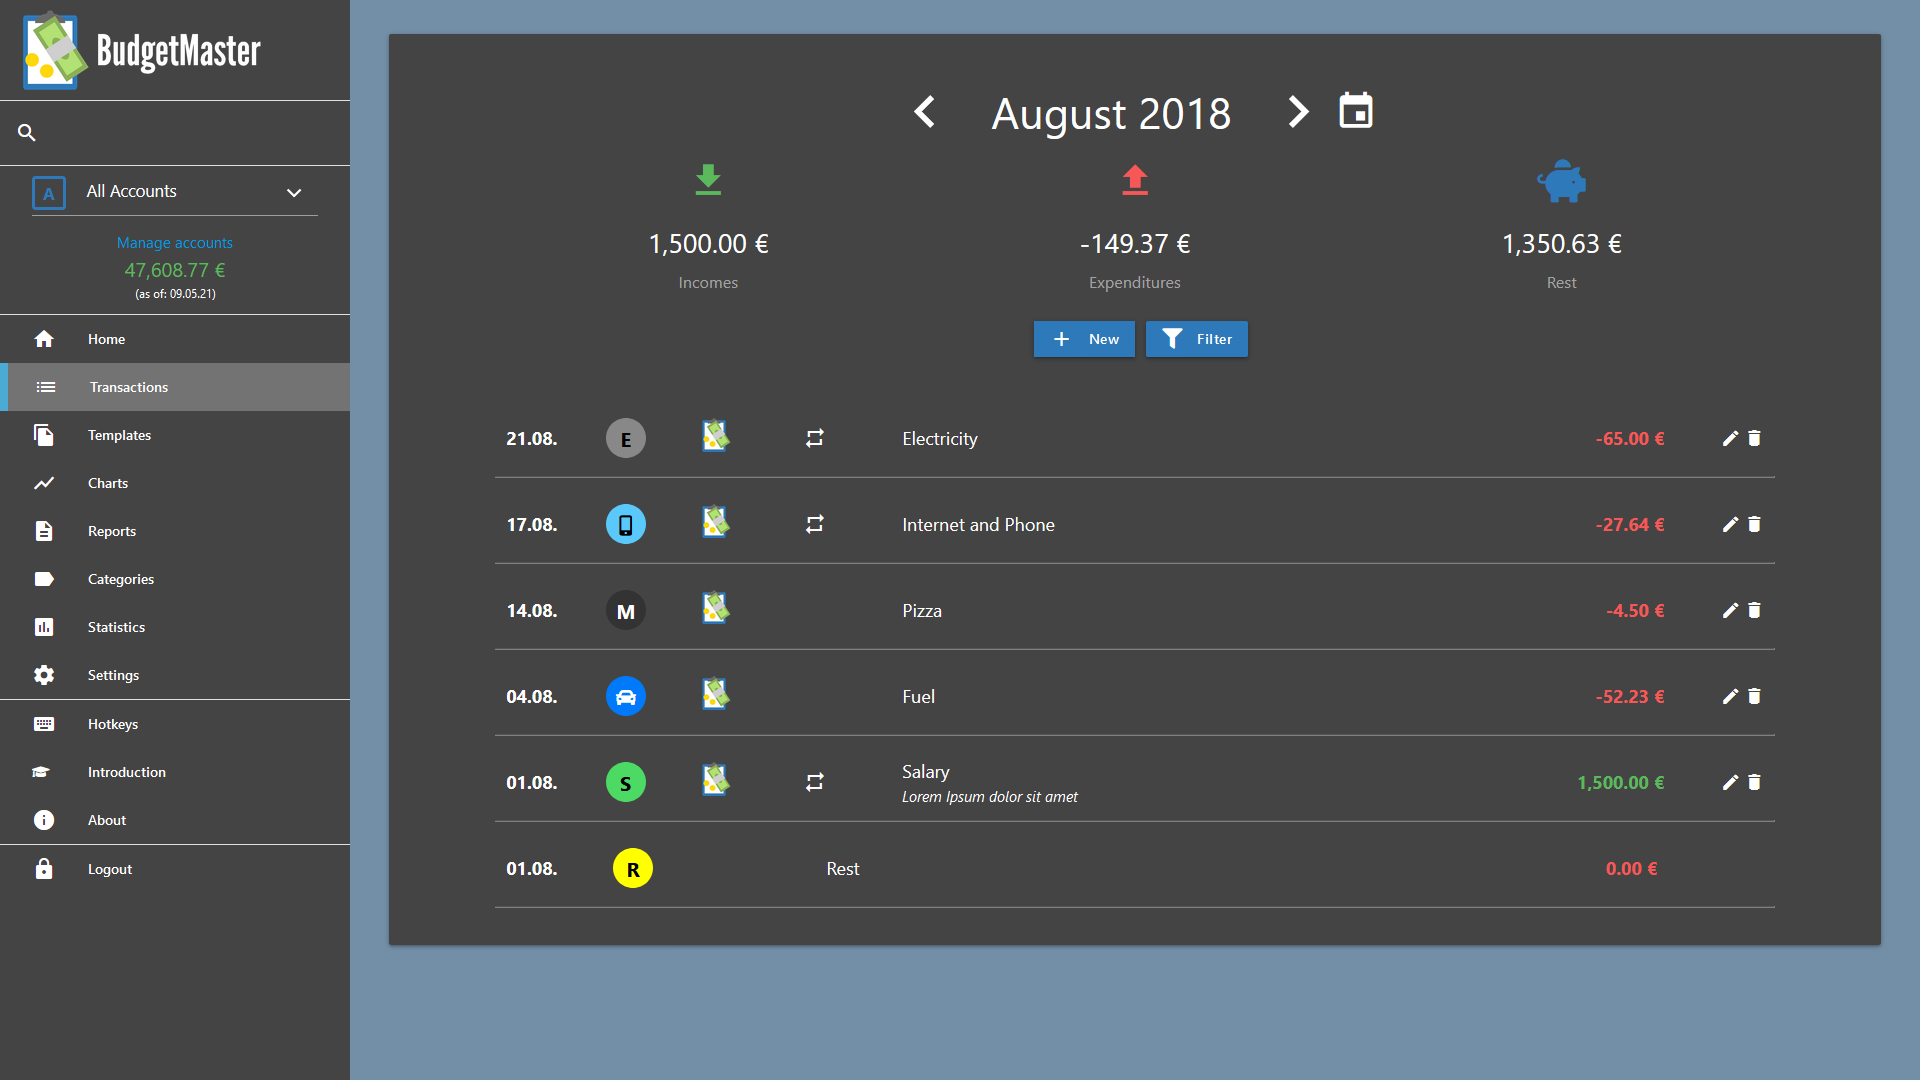 BudgetMaster
A All Accounts
Manage accounts
47,608.77 €
(as of: 09.05.21)
Home
Transactions
Templates
Charts
Reports
Categories
Statistics
Settings
Hotkeys
Introduction
About
Logout
August 2018
1,500.00 € -149.37 € 1,350.63 €
Incomes Expenditures Rest
New Filter
21.08. E Electricity -65.00 €
17.08. Internet and Phone -27.64 €
14.08. M Pizza -4.50 €
04.08. Fuel -52.23 €
01.08. S Salary 1,500.00 €
Lorem Ipsum dolor sit amet
01.08. R Rest 0.00 €